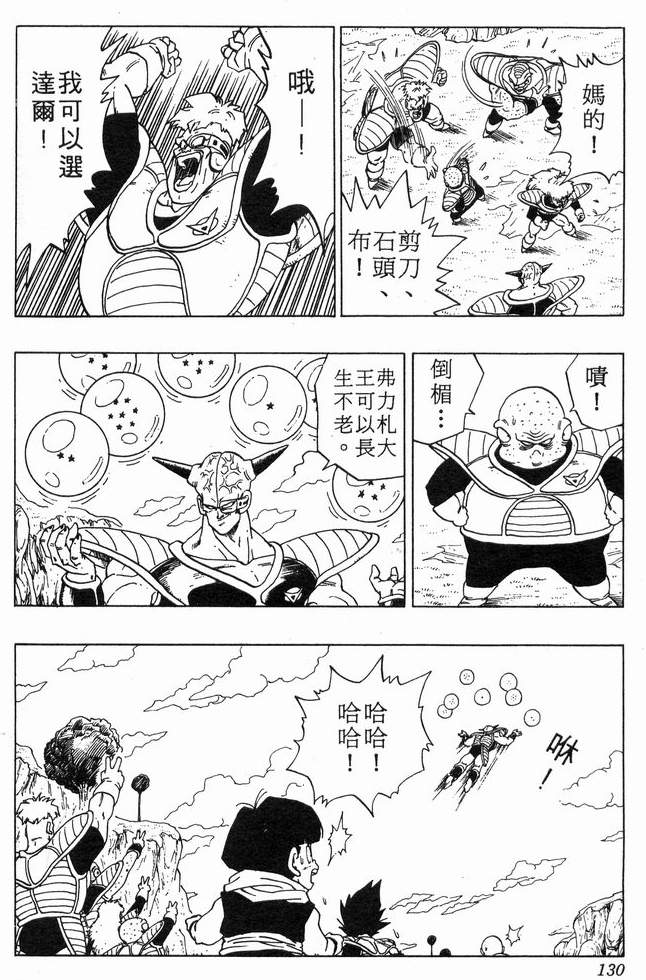 媽的！
剪刀、
石頭、
布！
哦—！
我可以選
達爾！
嘖！
倒楣…
弗力札大
王可以長
生不老。
咻！
哈哈！
哈哈！
130